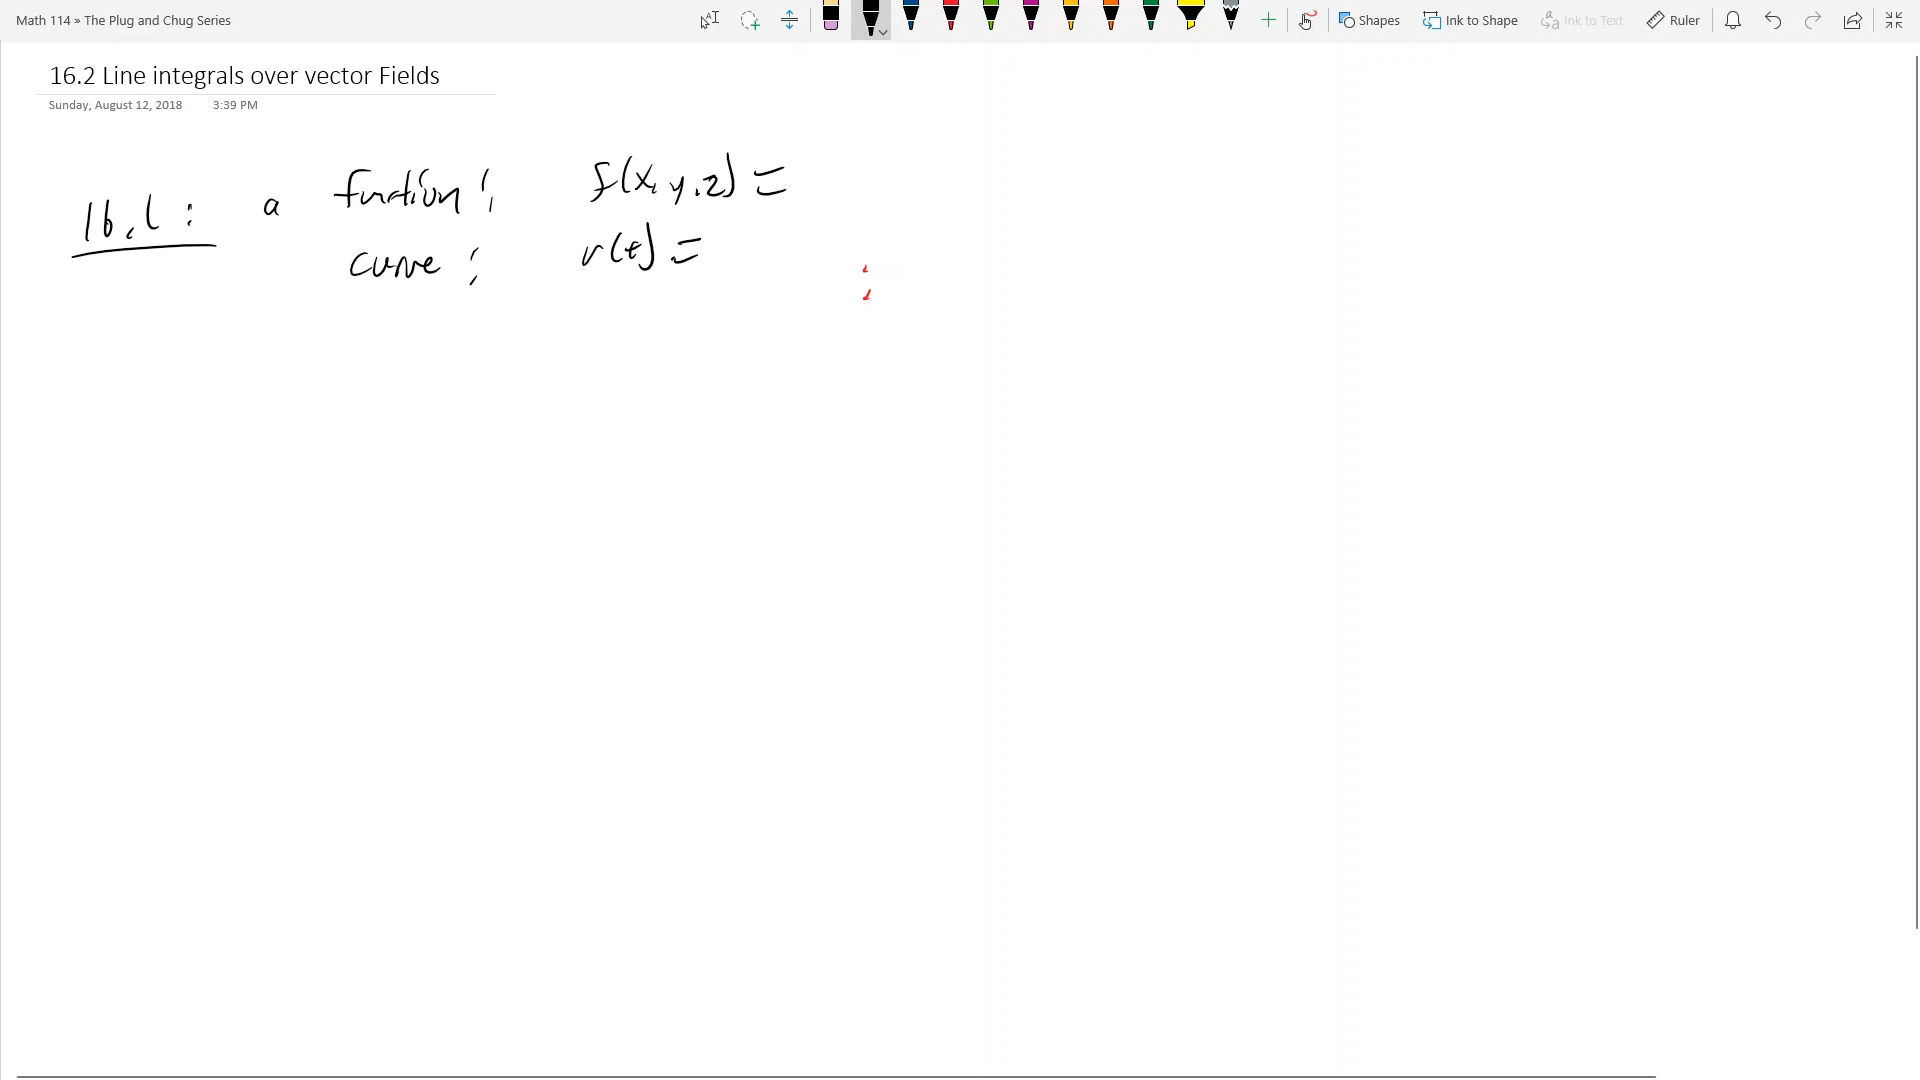 Math 114 » The Plug and Chug Series
Shapes
Ink to Shape
Ink to Text
Ruler
16.2 Line integrals over vector Fields
Sunday, August 12, 2018 3:39 PM
16.1: a function: f(x,y,z) =
curve: r(t) =
: